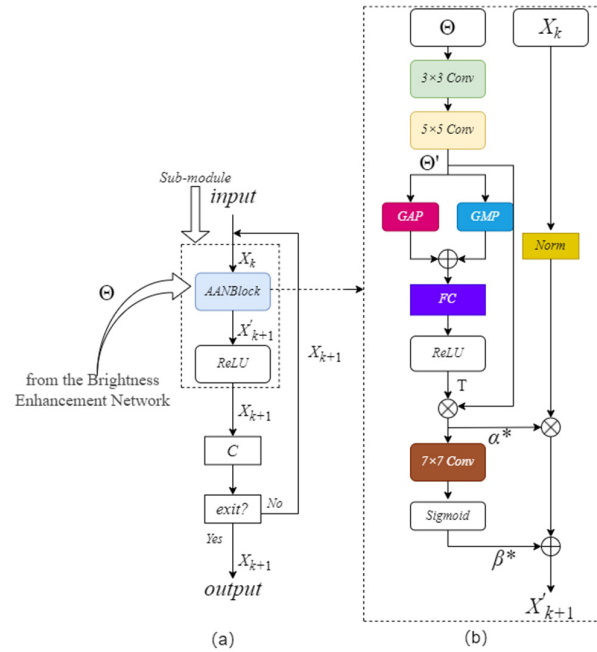 Sub-module
input
X_k
Θ
AANBlock
X'_{k+1}
ReLU
X_{k+1}
from the Brightness
Enhancement Network
X_{k+1}
C
exit?
No
Yes
X_{k+1}
output
(a)
Θ
X_k
3×3 Conv
5×5 Conv
Θ'
GAP
GMP
Norm
FC
ReLU
T
α*
7×7 Conv
Sigmoid
β*
X'_{k+1}
(b)